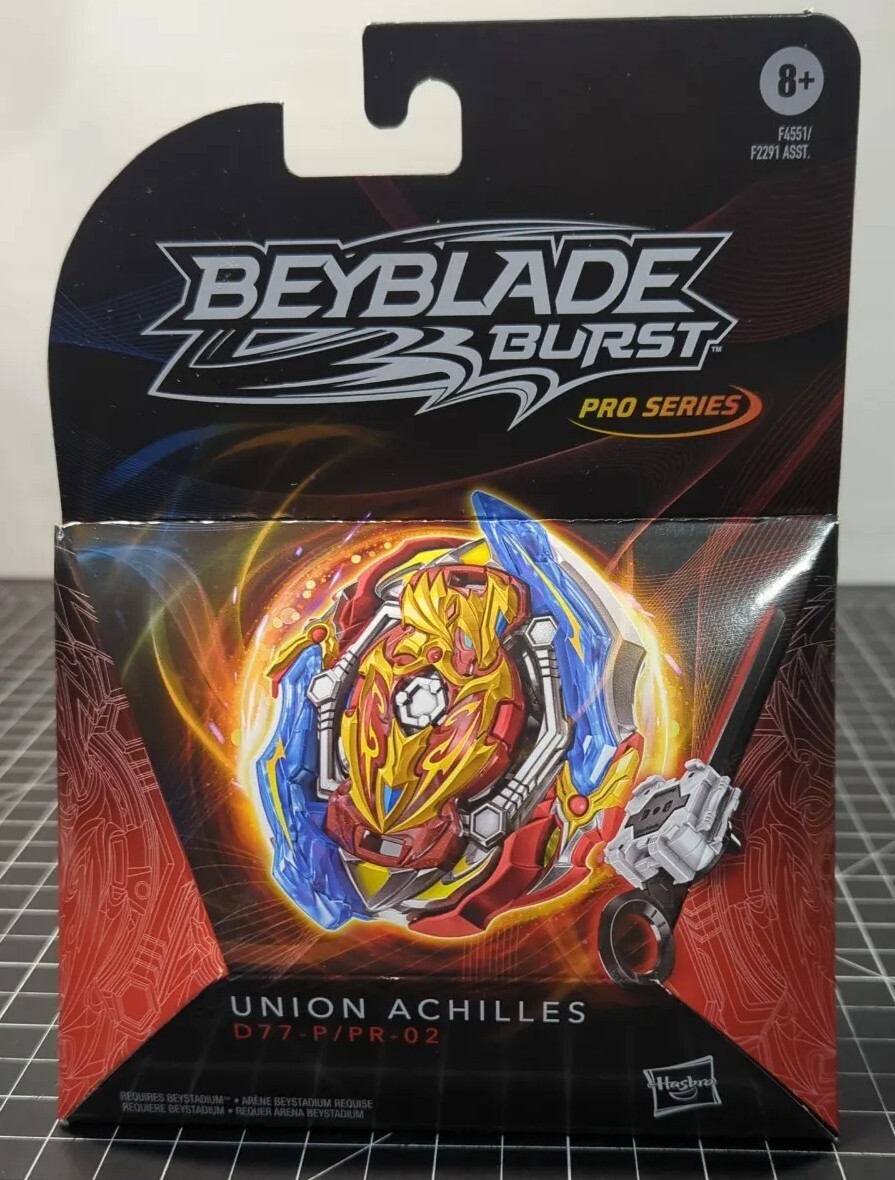 8+
F4551/
F2291 ASST.
BEYBLADE
BURST™
PRO SERIES
UNION ACHILLES
D77-P/PR-02
Hasbro
REQUIRES BEYSTADIUM™ • ARÈNE BEYSTADIUM REQUISE
REQUIERE BEYSTADIUM • REQUER ARENA BEYSTADIUM